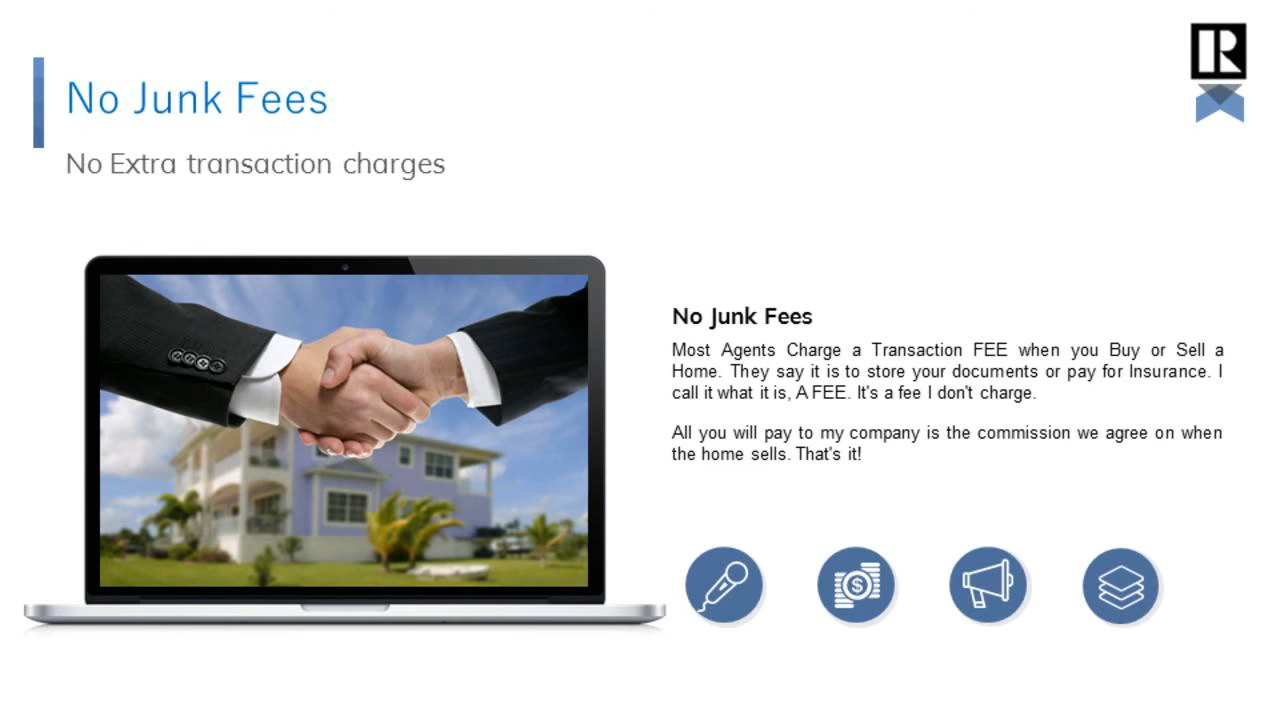 No Junk Fees
No Extra transaction charges
No Junk Fees
Most Agents Charge a Transaction FEE when you Buy or Sell a
Home. They say it is to store your documents or pay for Insurance. I
call it what it is, A FEE. It's a fee I don't charge.
All you will pay to my company is the commission we agree on when
the home sells. That's it!